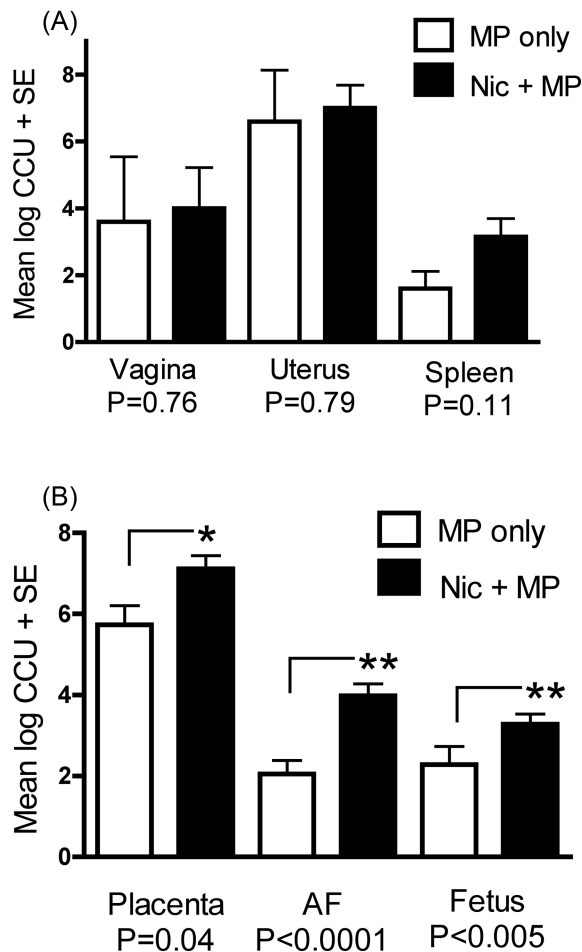 (A)
MP only
Nic + MP
Mean log CCU + SE
8
6
4
2
0
Vagina Uterus Spleen
P=0.76 P=0.79 P=0.11
(B)
MP only
Nic + MP
Mean log CCU + SE
8
6
4
2
0
*
**
**
Placenta AF Fetus
P=0.04 P<0.0001 P<0.005